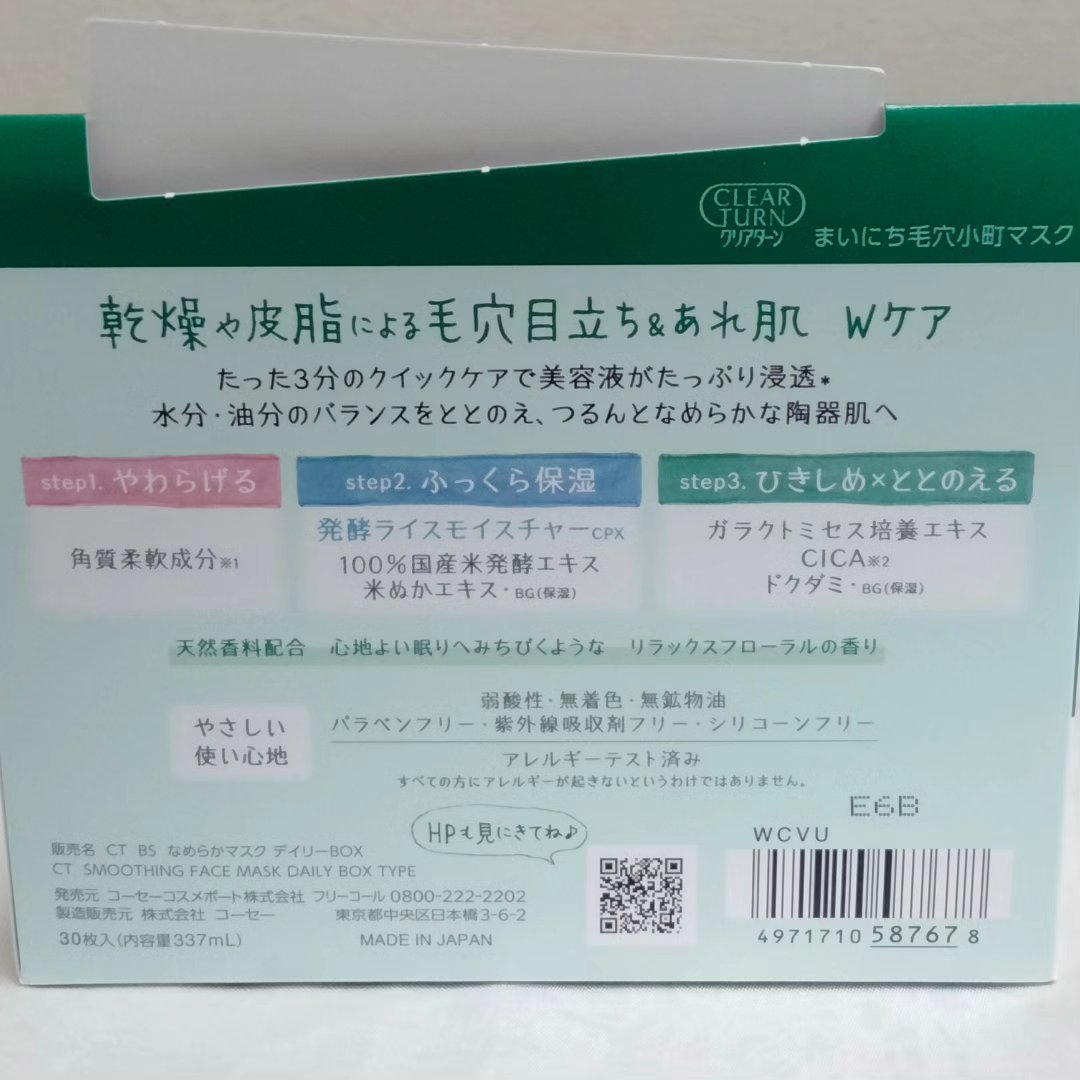 CLEAR
TURN
クリアターン
まいにち毛穴小町マスク
乾燥や皮脂による毛穴目立ち&あれ肌 Wケア
たった3分のクイックケアで美容液がたっぷり浸透*
水分・油分のバランスをととのえ、つるんとなめらかな陶器肌へ
step1. やわらげる
角質柔軟成分※1
step2. ふっくら保湿
発酵ライスモイスチャーCPX
100%国産米発酵エキス
米ぬかエキス・BG(保湿)
step3. ひきしめ×ととのえる
ガラクトミセス培養エキス
CICA※2
ドクダミ・BG(保湿)
天然香料配合 心地よい眠りへみちびくような リラックスフローラルの香り
やさしい
使い心地
弱酸性・無着色・無鉱物油
パラベンフリー・紫外線吸収剤フリー・シリコーンフリー
アレルギーテスト済み
すべての方にアレルギーが起きないというわけではありません。
E6B
HPも見にきてね♪
WCVU
販売名 CT BS なめらかマスク デイリーBOX
CT SMOOTHING FACE MASK DAILY BOX TYPE
発売元 コーセーコスメポート株式会社 フリーコール 0800-222-2202
製造販売元 株式会社 コーセー 東京都中央区日本橋3-6-2
30枚入(内容量337mL) MADE IN JAPAN
4971710 58767 8